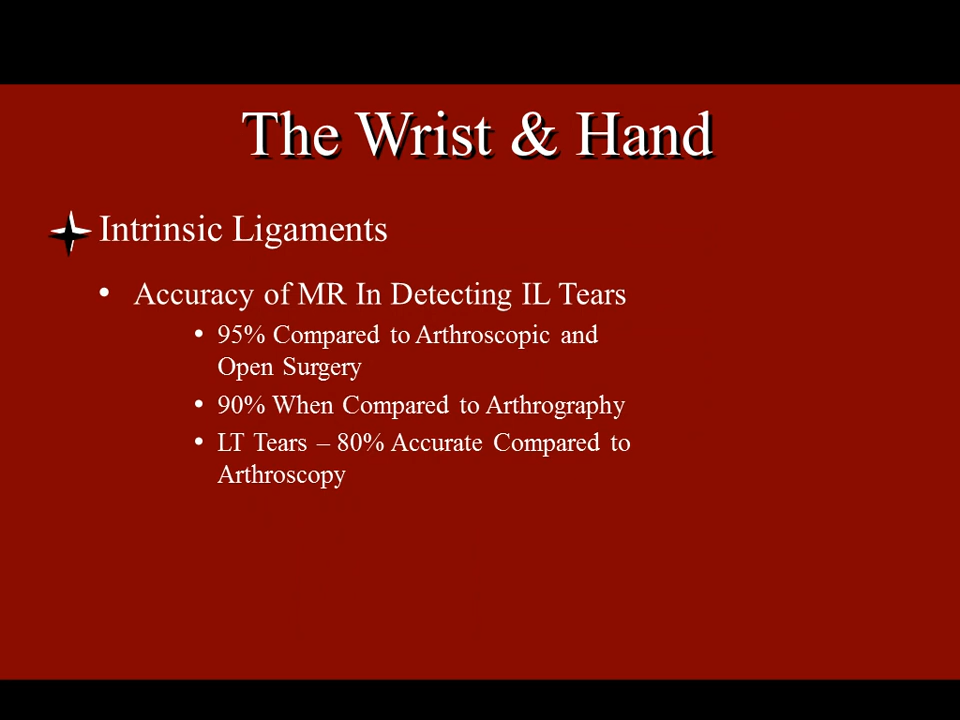 The Wrist & Hand
Intrinsic Ligaments
• Accuracy of MR In Detecting IL Tears
• 95% Compared to Arthroscopic and
Open Surgery
• 90% When Compared to Arthrography
• LT Tears – 80% Accurate Compared to
Arthroscopy